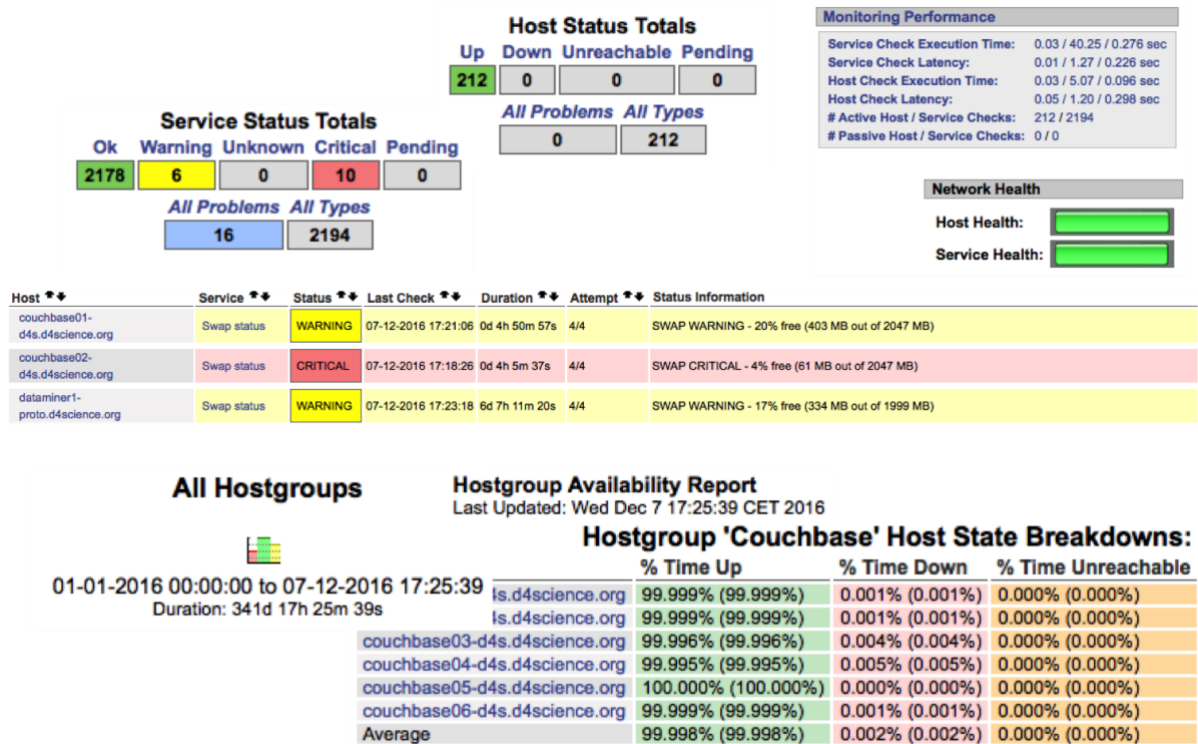 Host Status Totals
Up Down Unreachable Pending
212 0 0 0
All Problems All Types
0 212
Monitoring Performance
Service Check Execution Time: 0.03 / 40.25 / 0.276 sec
Service Check Latency: 0.01 / 1.27 / 0.226 sec
Host Check Execution Time: 0.03 / 5.07 / 0.096 sec
Host Check Latency: 0.05 / 1.20 / 0.298 sec
# Active Host / Service Checks: 212 / 2194
# Passive Host / Service Checks: 0 / 0
Service Status Totals
Ok Warning Unknown Critical Pending
2178 6 0 10 0
All Problems All Types
16 2194
Network Health
Host Health:
Service Health:
Host Service Status Last Check Duration Attempt Status Information
couchbase01-
d4s.d4science.org Swap status WARNING 07-12-2016 17:21:06 0d 4h 50m 57s 4/4 SWAP WARNING - 20% free (403 MB out of 2047 MB)
couchbase02-
d4s.d4science.org Swap status CRITICAL 07-12-2016 17:18:26 0d 4h 5m 37s 4/4 SWAP CRITICAL - 4% free (61 MB out of 2047 MB)
dataminer1-
proto.d4science.org Swap status WARNING 07-12-2016 17:23:18 6d 7h 11m 20s 4/4 SWAP WARNING - 17% free (334 MB out of 1999 MB)
All Hostgroups
01-01-2016 00:00:00 to 07-12-2016 17:25:39
Duration: 341d 17h 25m 39s
Hostgroup Availability Report
Last Updated: Wed Dec 7 17:25:39 CET 2016
Hostgroup 'Couchbase' Host State Breakdowns:
% Time Up % Time Down % Time Unreachable
4s.d4science.org 99.999% (99.999%) 0.001% (0.001%) 0.000% (0.000%)
4s.d4science.org 99.999% (99.999%) 0.001% (0.001%) 0.000% (0.000%)
couchbase03-d4s.d4science.org 99.996% (99.996%) 0.004% (0.004%) 0.000% (0.000%)
couchbase04-d4s.d4science.org 99.995% (99.995%) 0.005% (0.005%) 0.000% (0.000%)
couchbase05-d4s.d4science.org 100.000% (100.000%) 0.000% (0.000%) 0.000% (0.000%)
couchbase06-d4s.d4science.org 99.999% (99.999%) 0.001% (0.001%) 0.000% (0.000%)
Average 99.998% (99.998%) 0.002% (0.002%) 0.000% (0.000%)